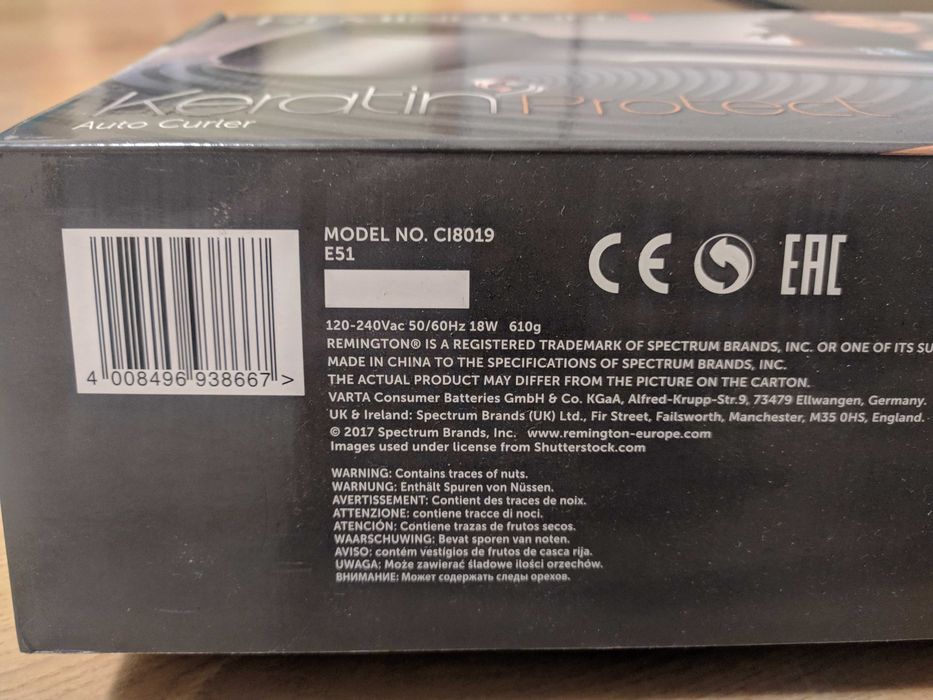 Keratin Protect
Auto Curler
MODEL NO. CI8019
E51
120-240Vac 50/60Hz 18W 610g
REMINGTON® IS A REGISTERED TRADEMARK OF SPECTRUM BRANDS, INC. OR ONE OF ITS SU
MADE IN CHINA TO THE SPECIFICATIONS OF SPECTRUM BRANDS, INC.
THE ACTUAL PRODUCT MAY DIFFER FROM THE PICTURE ON THE CARTON.
VARTA Consumer Batteries GmbH & Co. KGaA, Alfred-Krupp-Str.9, 73479 Ellwangen, Germany.
UK & Ireland: Spectrum Brands (UK) Ltd., Fir Street, Failsworth, Manchester, M35 0HS, England.
© 2017 Spectrum Brands, Inc. www.remington-europe.com
Images used under license from Shutterstock.com
WARNING: Contains traces of nuts.
WARNUNG: Enthält Spuren von Nüssen.
AVERTISSEMENT: Contient des traces de noix.
ATTENZIONE: contiene tracce di noci.
ATENCIÓN: Contiene trazas de frutos secos.
WAARSCHUWING: Bevat sporen van noten.
AVISO: contém vestígios de frutos de casca rija.
UWAGA: Może zawierać śladowe ilości orzechów.
ВНИМАНИЕ: Может содержать следы орехов.
4 008496 938667 >
CE
EAC